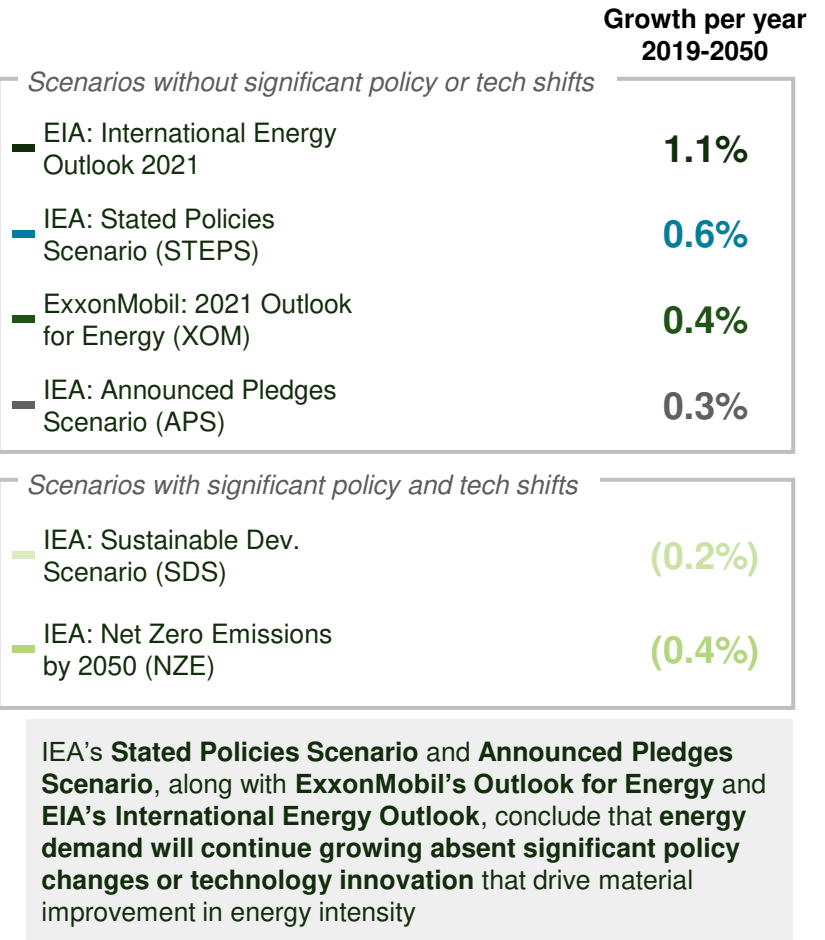 Growth per year
2019-2050
Scenarios without significant policy or tech shifts
EIA: International Energy
Outlook 2021
1.1%
IEA: Stated Policies
Scenario (STEPS)
0.6%
ExxonMobil: 2021 Outlook
for Energy (XOM)
0.4%
IEA: Announced Pledges
Scenario (APS)
0.3%
Scenarios with significant policy and tech shifts
IEA: Sustainable Dev.
Scenario (SDS)
(0.2%)
IEA: Net Zero Emissions
by 2050 (NZE)
(0.4%)
IEA's Stated Policies Scenario and Announced Pledges
Scenario, along with ExxonMobil's Outlook for Energy and
EIA's International Energy Outlook, conclude that energy
demand will continue growing absent significant policy
changes or technology innovation that drive material
improvement in energy intensity